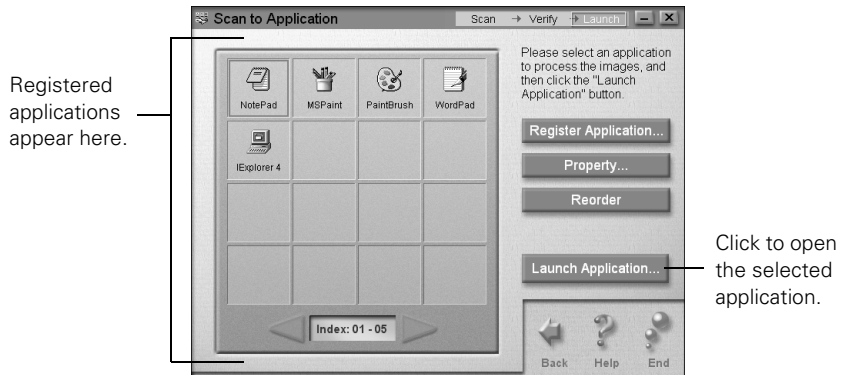 Scan to Application
Scan → Verify → Launch
Registered
applications
appear here.
NotePad
MSPaint
PaintBrush
WordPad
IExplorer 4
Index: 01 - 05
Please select an application
to process the images, and
then click the "Launch
Application" button.
Register Application...
Property...
Reorder
Launch Application...
Click to open
the selected
application.
Back
Help
End